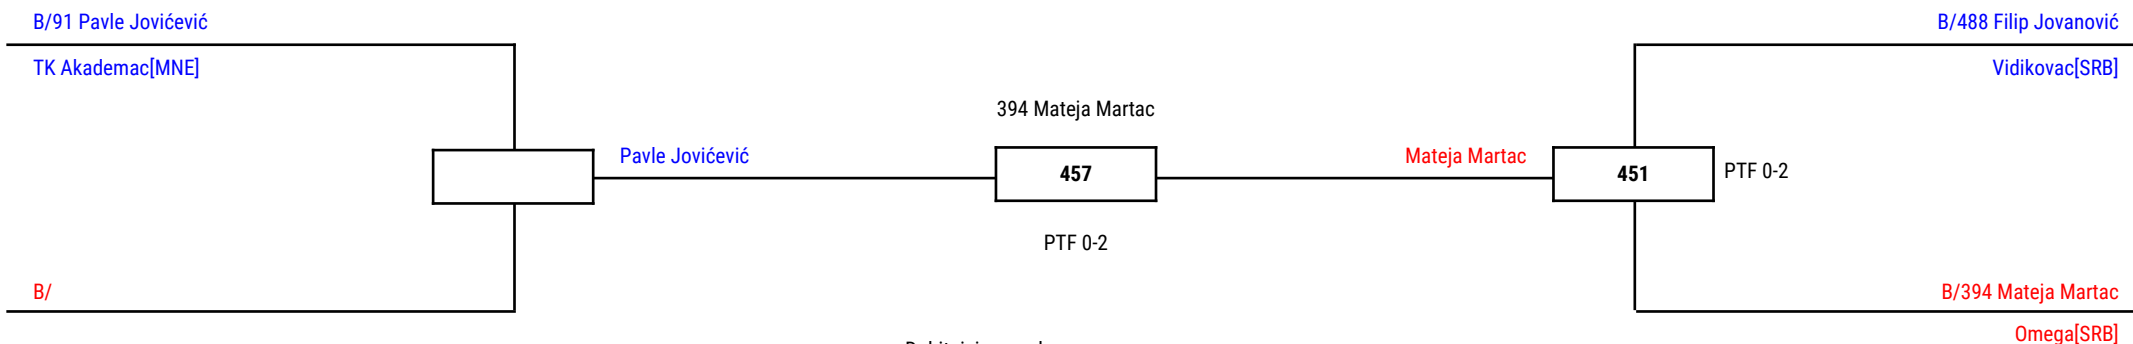 B/91 Pavle Jovićević
TK Akademac[MNE]
B/
Pavle Jovićević
394 Mateja Martac
457
PTF 0-2
Mateja Martac
451
PTF 0-2
B/488 Filip Jovanović
Vidikovac[SRB]
B/394 Mateja Martac
Omega[SRB]